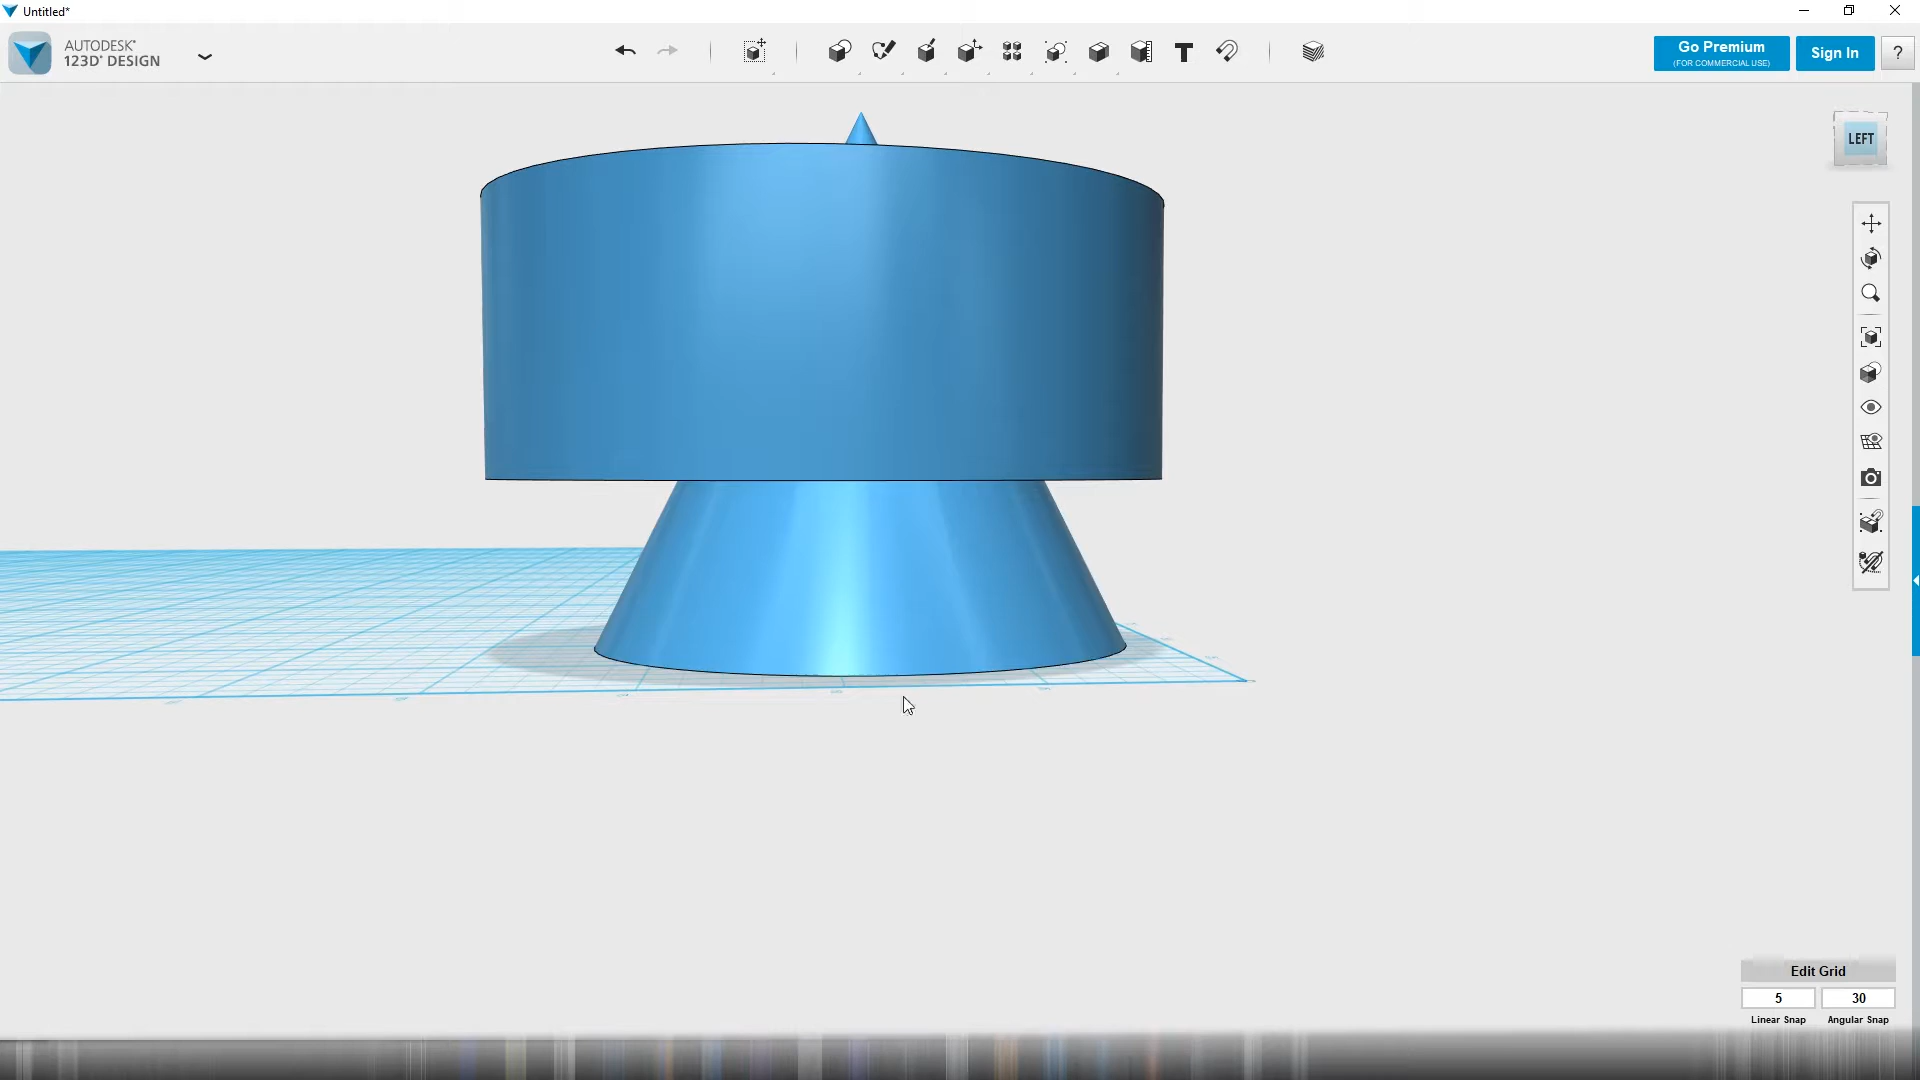 Untitled*
AUTODESK®
123D® DESIGN
Go Premium
(FOR COMMERCIAL USE)
Sign In
?
LEFT
Edit Grid
5
30
Linear Snap
Angular Snap